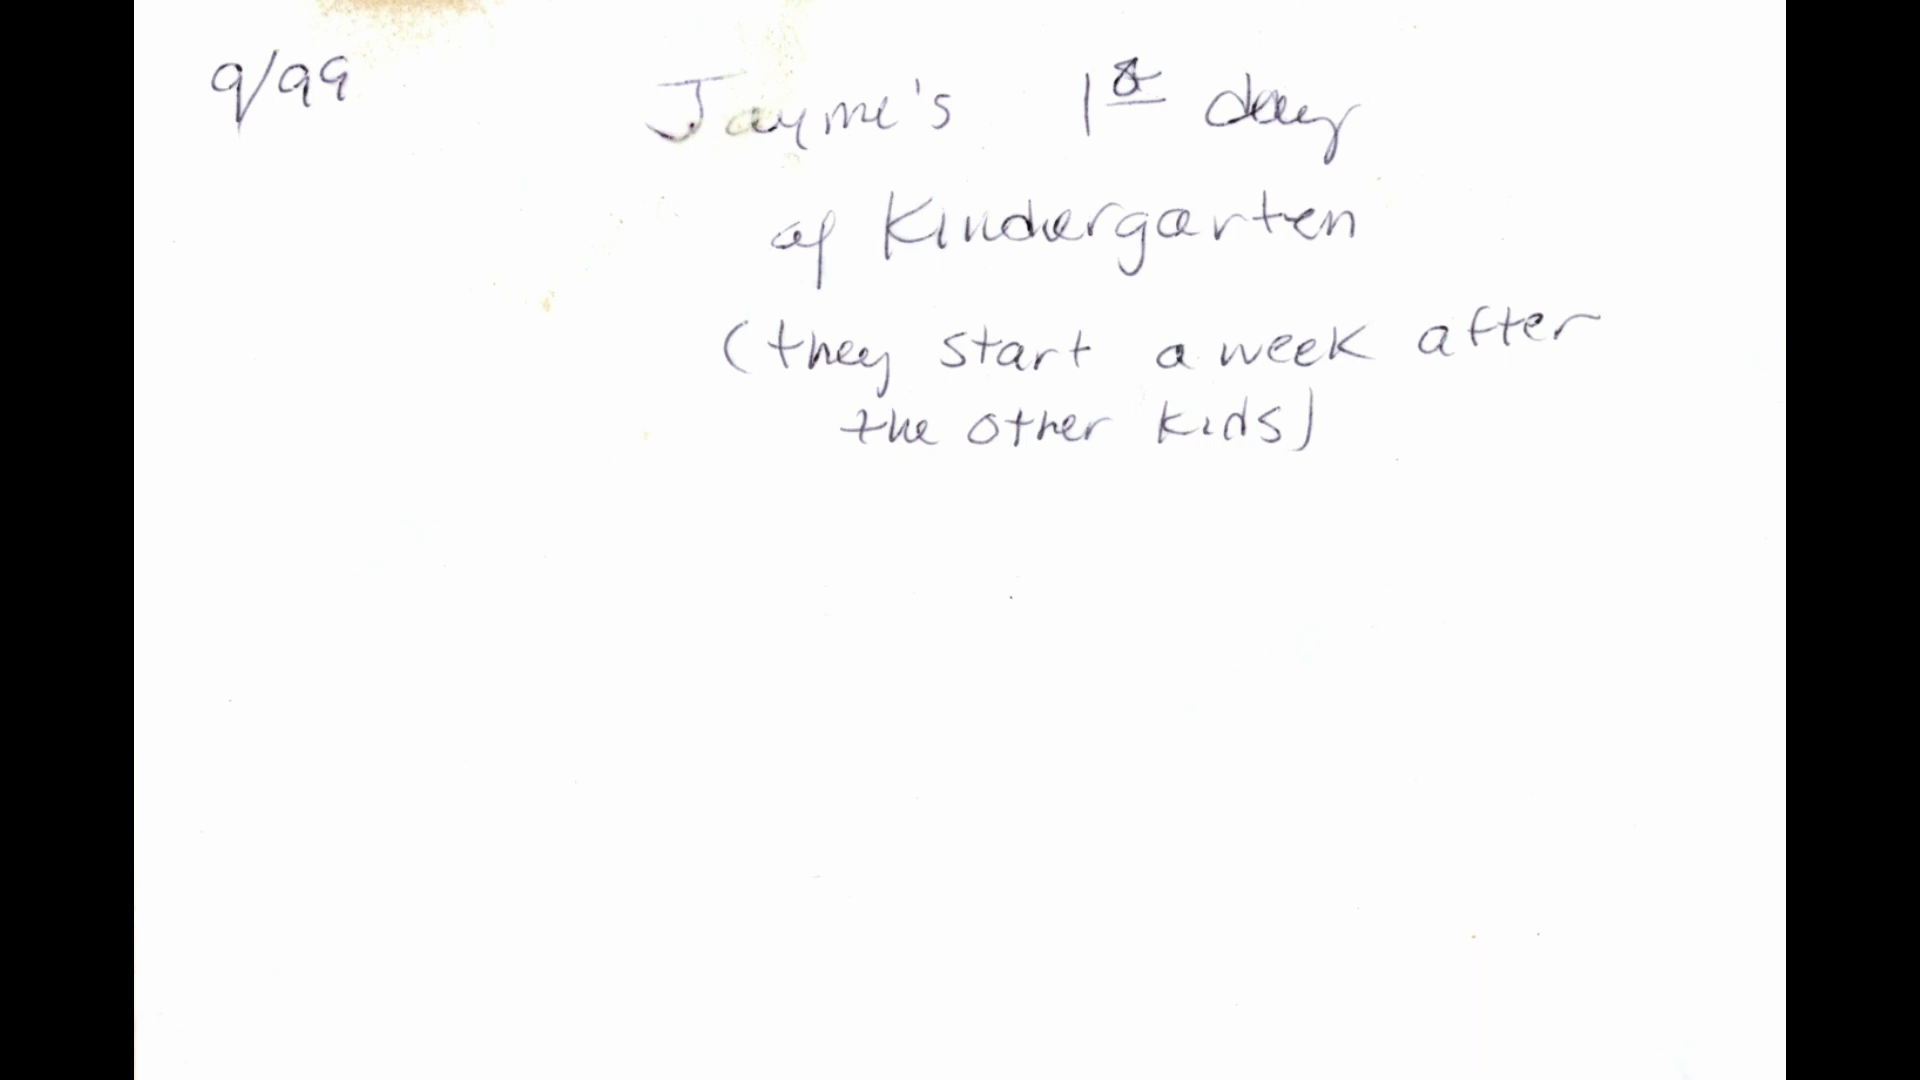 9/99 Jayme's 1st day
of Kindergarten
(they start a week after
the other kids)